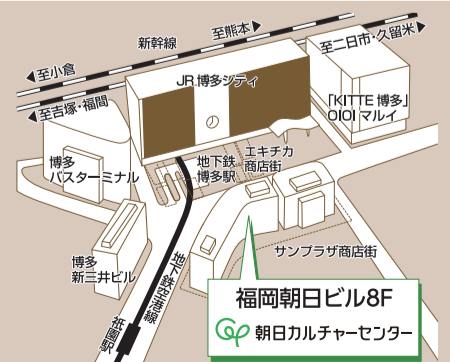 至熊本
新幹線
至二日市・久留米
至小倉
JR博多シティ
至吉塚・福間
「KITTE 博多」
OIOI マルイ
エキチカ
商店街
地下鉄
博多駅
博多
バスターミナル
サンプラザ商店街
博多
新三井ビル
地下鉄空港線
祇園駅
福岡朝日ビル8F
朝日カルチャーセンター